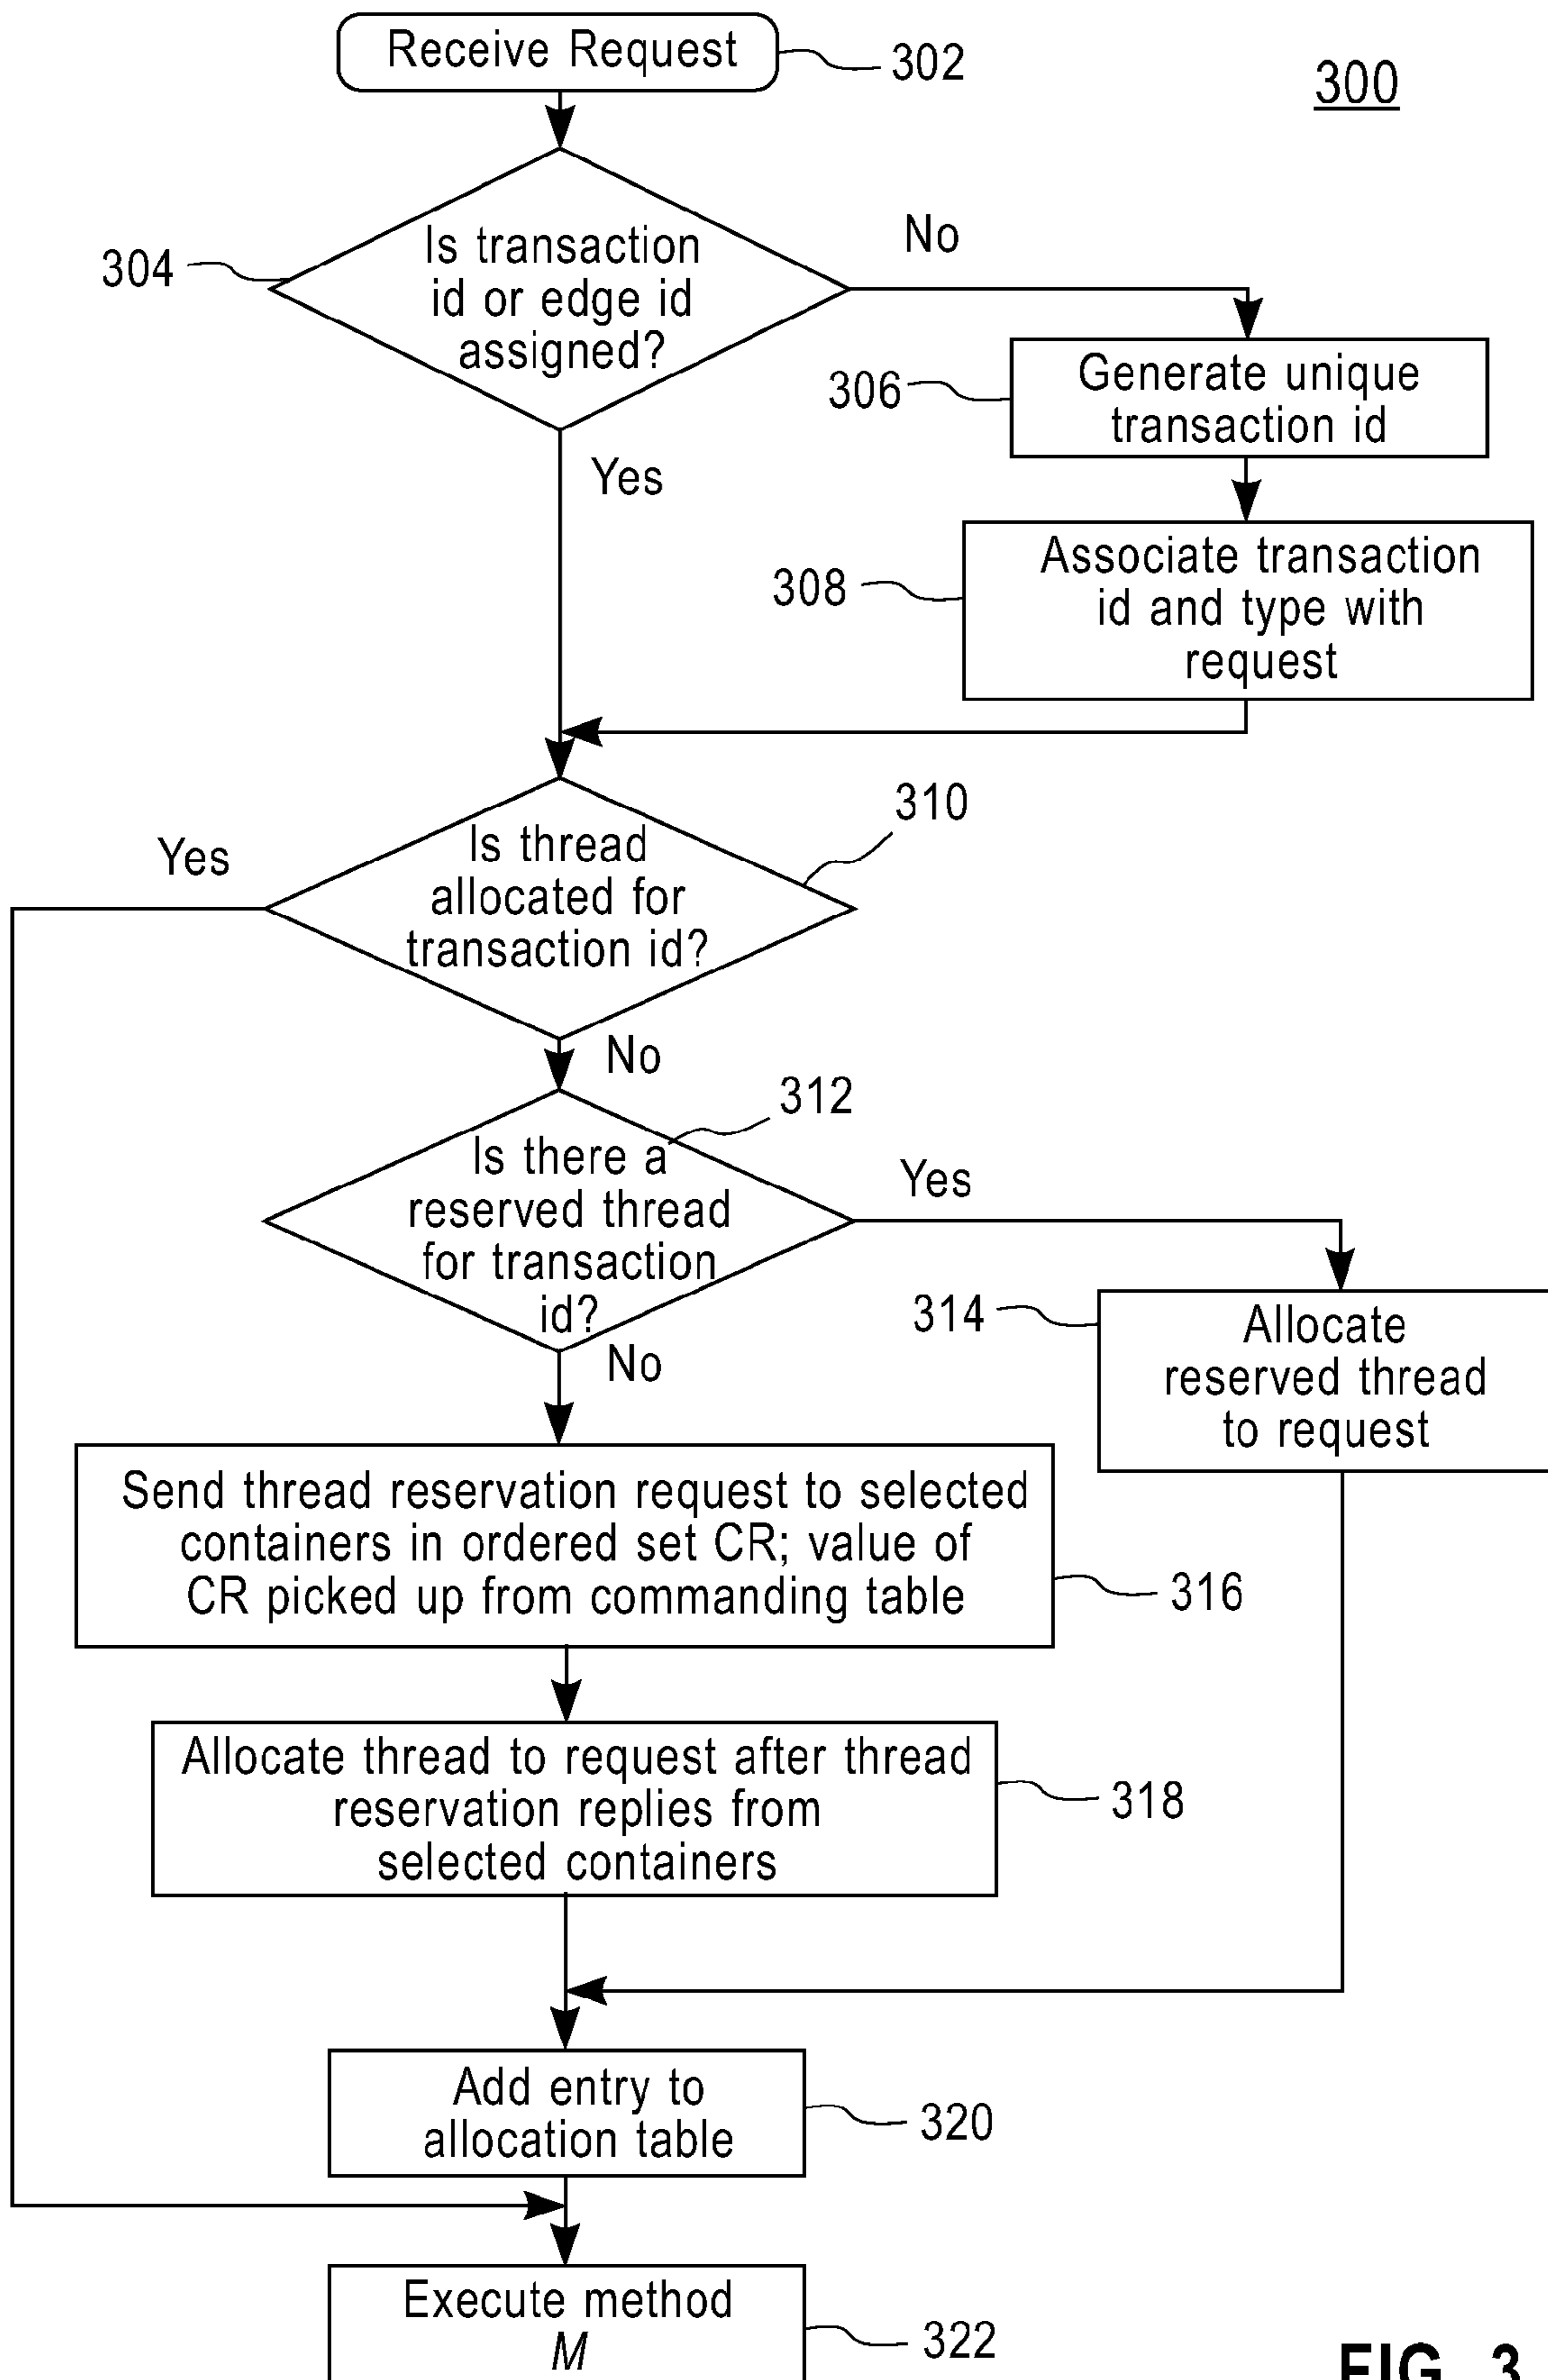 Receive Request
302
300
304
Is transaction
id or edge id
assigned?
No
Yes
306
Generate unique
transaction id
308
Associate transaction
id and type with
request
310
Yes
Is thread
allocated for
transaction id?
No
312
Is there a
reserved thread
for transaction
id?
Yes
No
314
Allocate
reserved thread
to request
Send thread reservation request to selected
containers in ordered set CR; value of
CR picked up from commanding table
316
Allocate thread to request after thread
reservation replies from
selected containers
318
Add entry to
allocation table
320
Execute method
M
322
FIG. 3